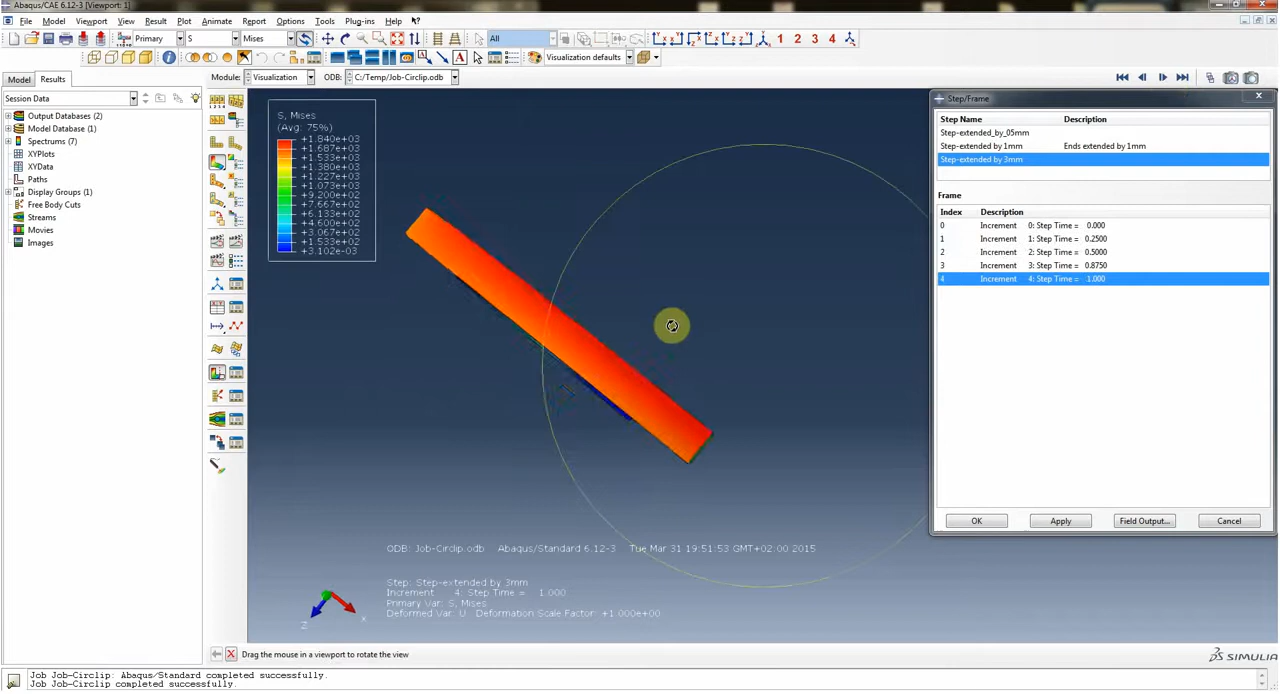 Abaqus/CAE 6.12-3 [Viewport: 1]
File Model Viewport View Result Plot Animate Report Options Tools Plug-ins Help
Primary S Mises All 1 2 3 4
Visualization defaults
Model Results Module: Visualization ODB: C:/Temp/Job-Circlip.odb
Session Data
Output Databases (2)
Model Database (1)
Spectrums (7)
XYPlots
XYData
Paths
Display Groups (1)
Free Body Cuts
Streams
Movies
Images
S, Mises
(Avg: 75%)
+1.840e+03
+1.687e+03
+1.533e+03
+1.380e+03
+1.227e+03
+1.073e+03
+9.200e+02
+7.667e+02
+6.133e+02
+4.600e+02
+3.067e+02
+1.533e+02
+3.102e-03
Step/Frame
Step Name Description
Step-extended_by_05mm
Step-extended by 1mm Ends extended by 1mm
Step-extended by 3mm
Frame
Index Description
0 Increment 0: Step Time = 0.000
1 Increment 1: Step Time = 0.2500
2 Increment 2: Step Time = 0.5000
3 Increment 3: Step Time = 0.8750
4 Increment 4: Step Time = 1.000
OK Apply Field Output... Cancel
ODB: Job-Circlip.odb Abaqus/Standard 6.12-3 Tue Mar 31 19:51:53 GMT+02:00 2015
Step: Step-extended by 3mm
Increment 4: Step Time = 1.000
Primary Var: S, Mises
Deformed Var: U Deformation Scale Factor: +1.000e+00
Z X
Drag the mouse in a viewport to rotate the view
SIMULIA
Job Job-Circlip: Abaqus/Standard completed successfully.
Job Job-Circlip completed successfully.